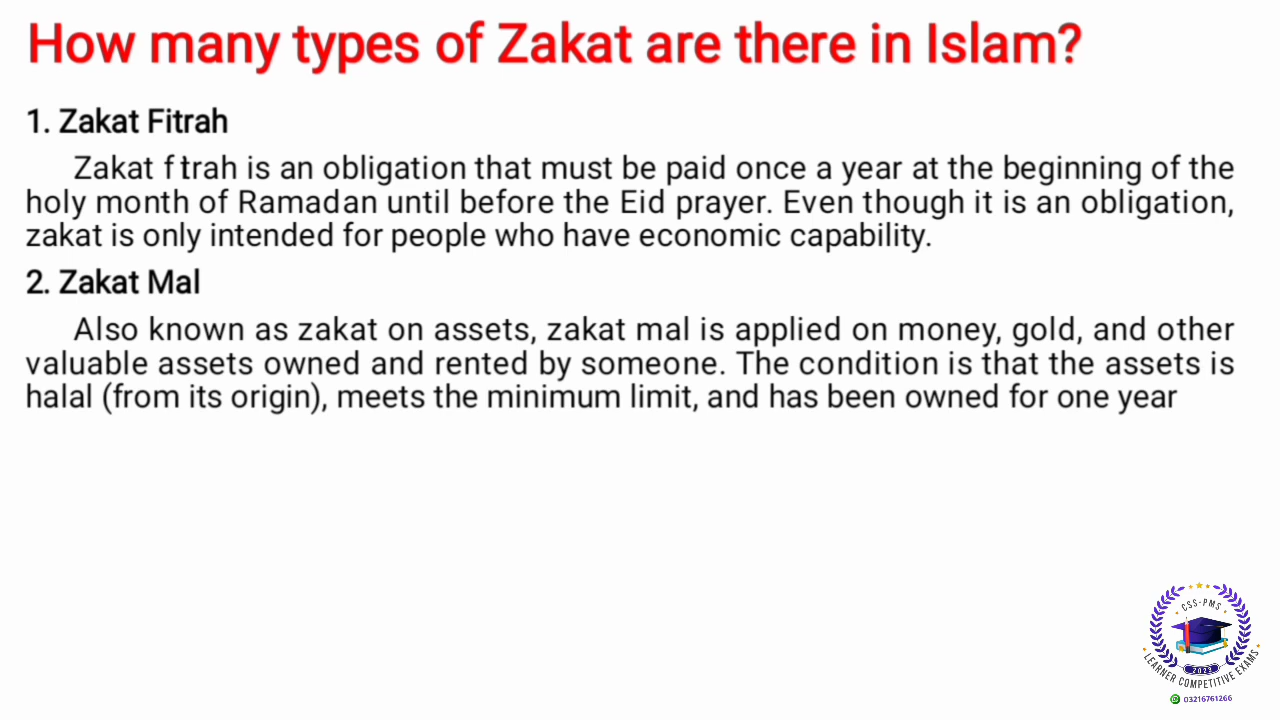 How many types of Zakat are there in Islam?
1. Zakat Fitrah
Zakat f trah is an obligation that must be paid once a year at the beginning of the
holy month of Ramadan until before the Eid prayer. Even though it is an obligation,
zakat is only intended for people who have economic capability.
2. Zakat Mal
Also known as zakat on assets, zakat mal is applied on money, gold, and other
valuable assets owned and rented by someone. The condition is that the assets is
halal (from its origin), meets the minimum limit, and has been owned for one year
CSS-PMS
2022
LEARNER COMPETITIVE EXAMS
03216761266